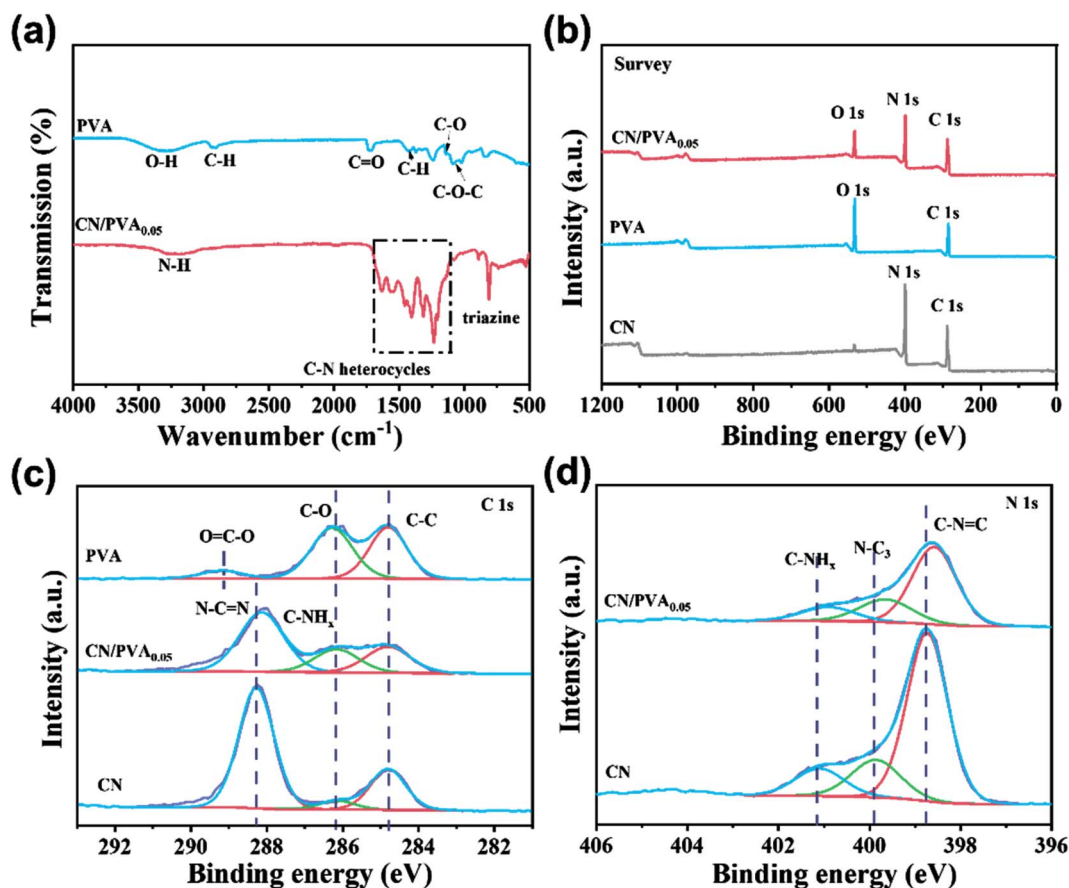 (a)
Transmission (%)
PVA
O-H
C-H
C=O
C-H
C-O
C-O-C
CN/PVA0.05
N-H
triazine
C-N heterocycles
4000 3500 3000 2500 2000 1500 1000 500
Wavenumber (cm-1)
(b)
Intensity (a.u.)
Survey
CN/PVA0.05
O 1s
N 1s
C 1s
PVA
O 1s
C 1s
CN
N 1s
C 1s
1200 1000 800 600 400 200 0
Binding energy (eV)
(c)
Intensity (a.u.)
C 1s
PVA
O=C-O
C-O
C-C
N-C=N
C-NHx
CN/PVA0.05
CN
292 290 288 286 284 282
Binding energy (eV)
(d)
Intensity (a.u.)
N 1s
C-N=C
N-C3
C-NHx
CN/PVA0.05
CN
406 404 402 400 398 396
Binding energy (eV)